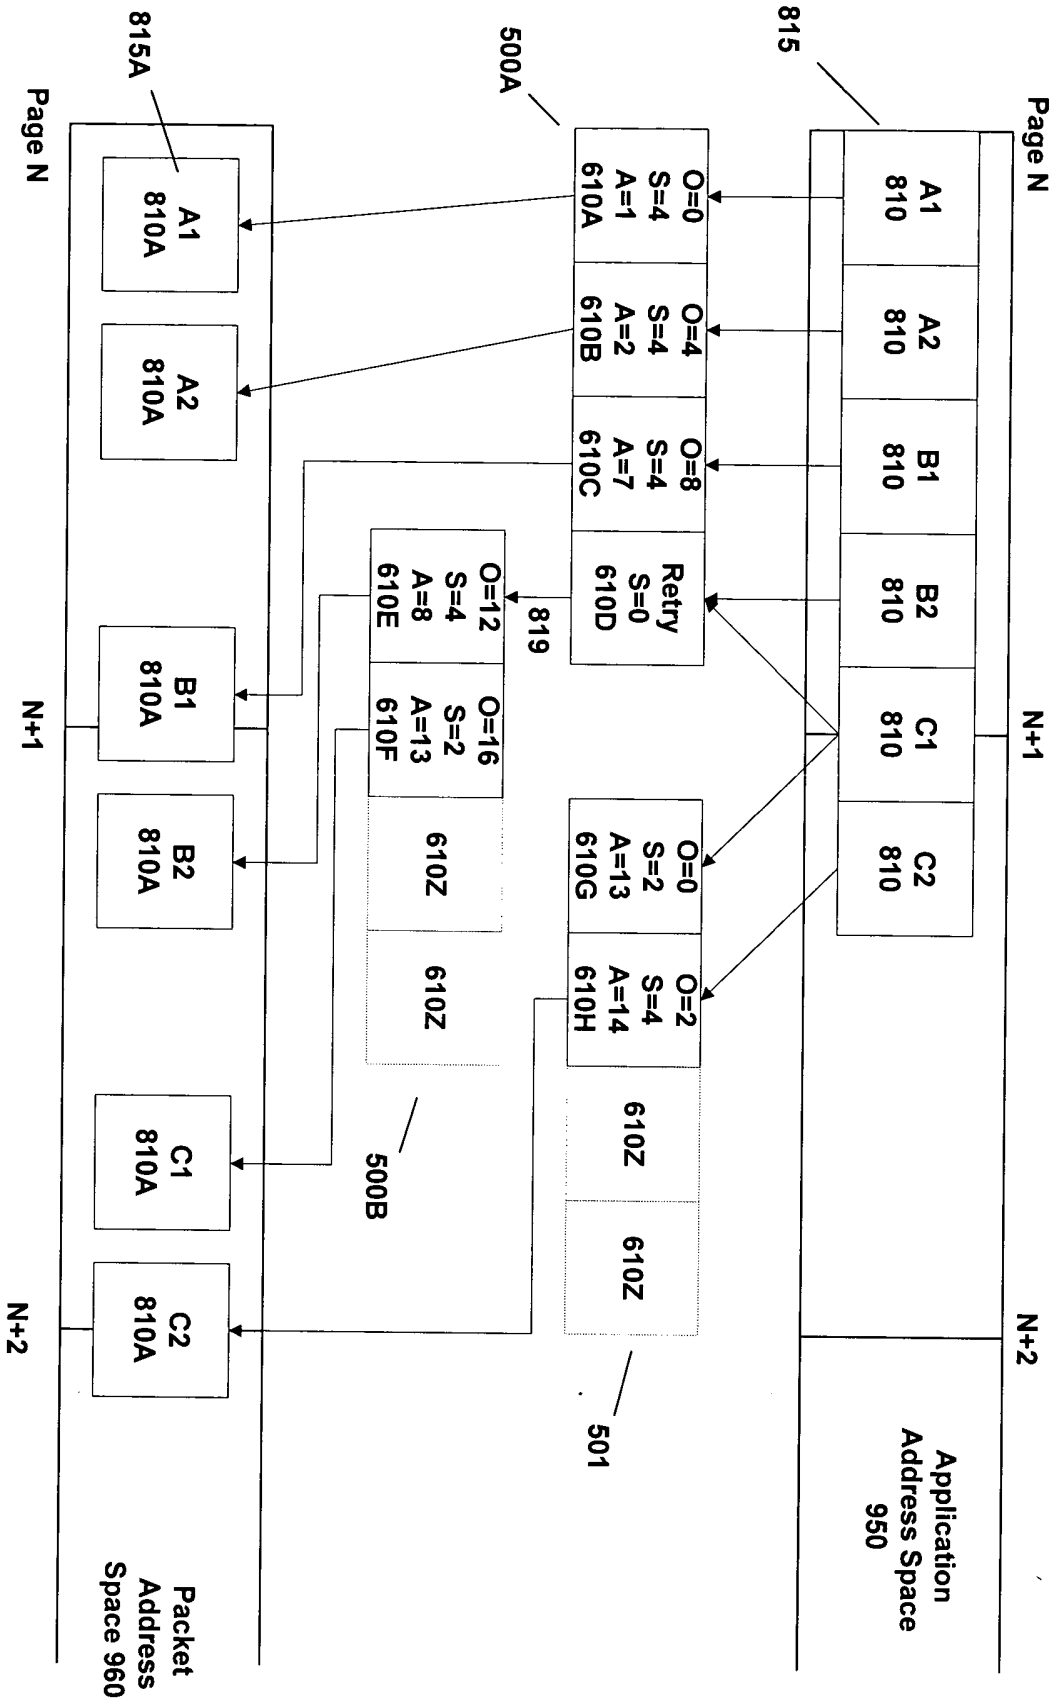 Page N
N+1
N+2
815
A1
810
A2
810
B1
810
B2
810
C1
810
C2
810
Application
Address Space
950
500A
O=0
S=4
A=1
610A
O=4
S=4
A=2
610B
O=8
S=4
A=7
610C
Retry
S=0
610D
O=0
S=2
A=13
610G
O=2
S=4
A=14
610H
610Z
610Z
501
819
O=12
S=4
A=8
610E
O=16
S=2
A=13
610F
610Z
610Z
500B
815A
A1
810A
A2
810A
B1
810A
B2
810A
C1
810A
C2
810A
Packet
Address
Space 960
Page N
N+1
N+2